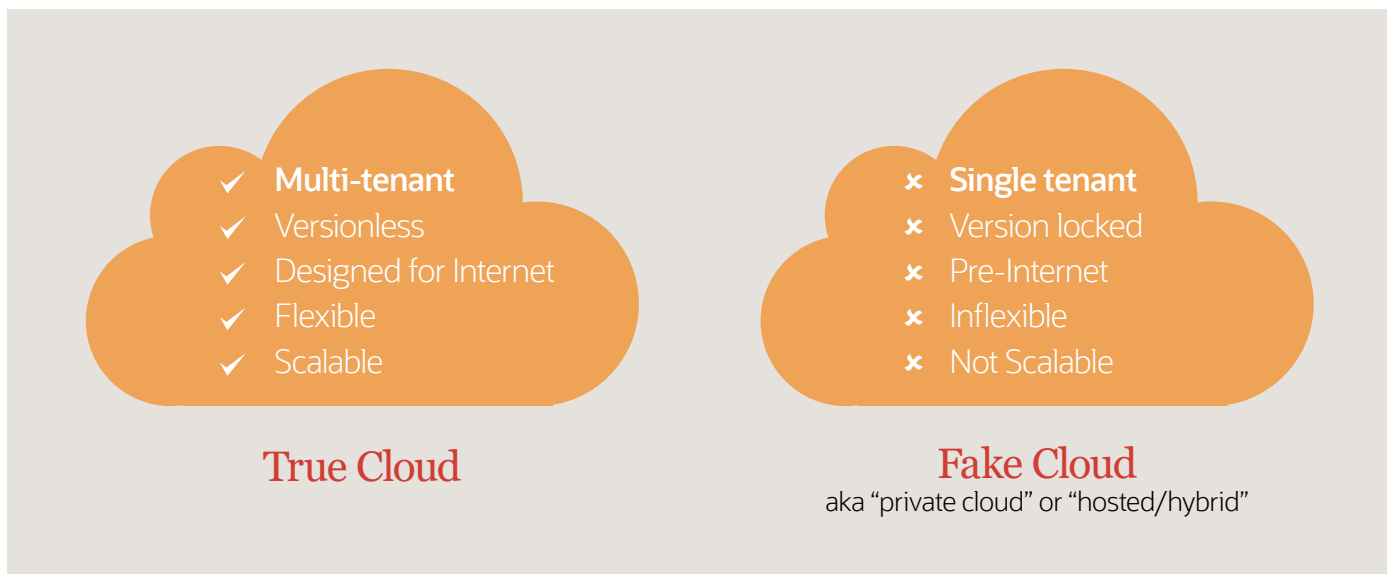 Multi-tenant
Versionless
Designed for Internet
Flexible
Scalable
True Cloud
Single tenant
Version locked
Pre-Internet
Inflexible
Not Scalable
Fake Cloud
aka “private cloud” or “hosted/hybrid”